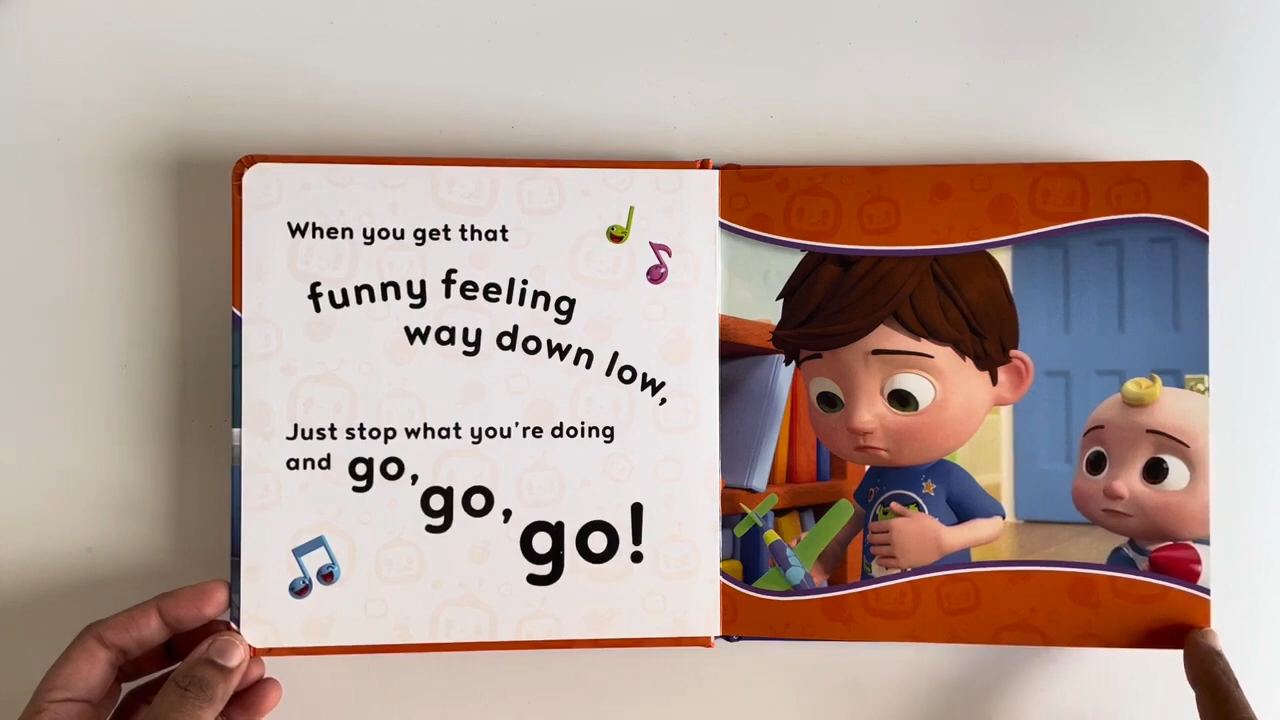 When you get that
funny feeling
way down low,
Just stop what you're doing
and go, go, go!